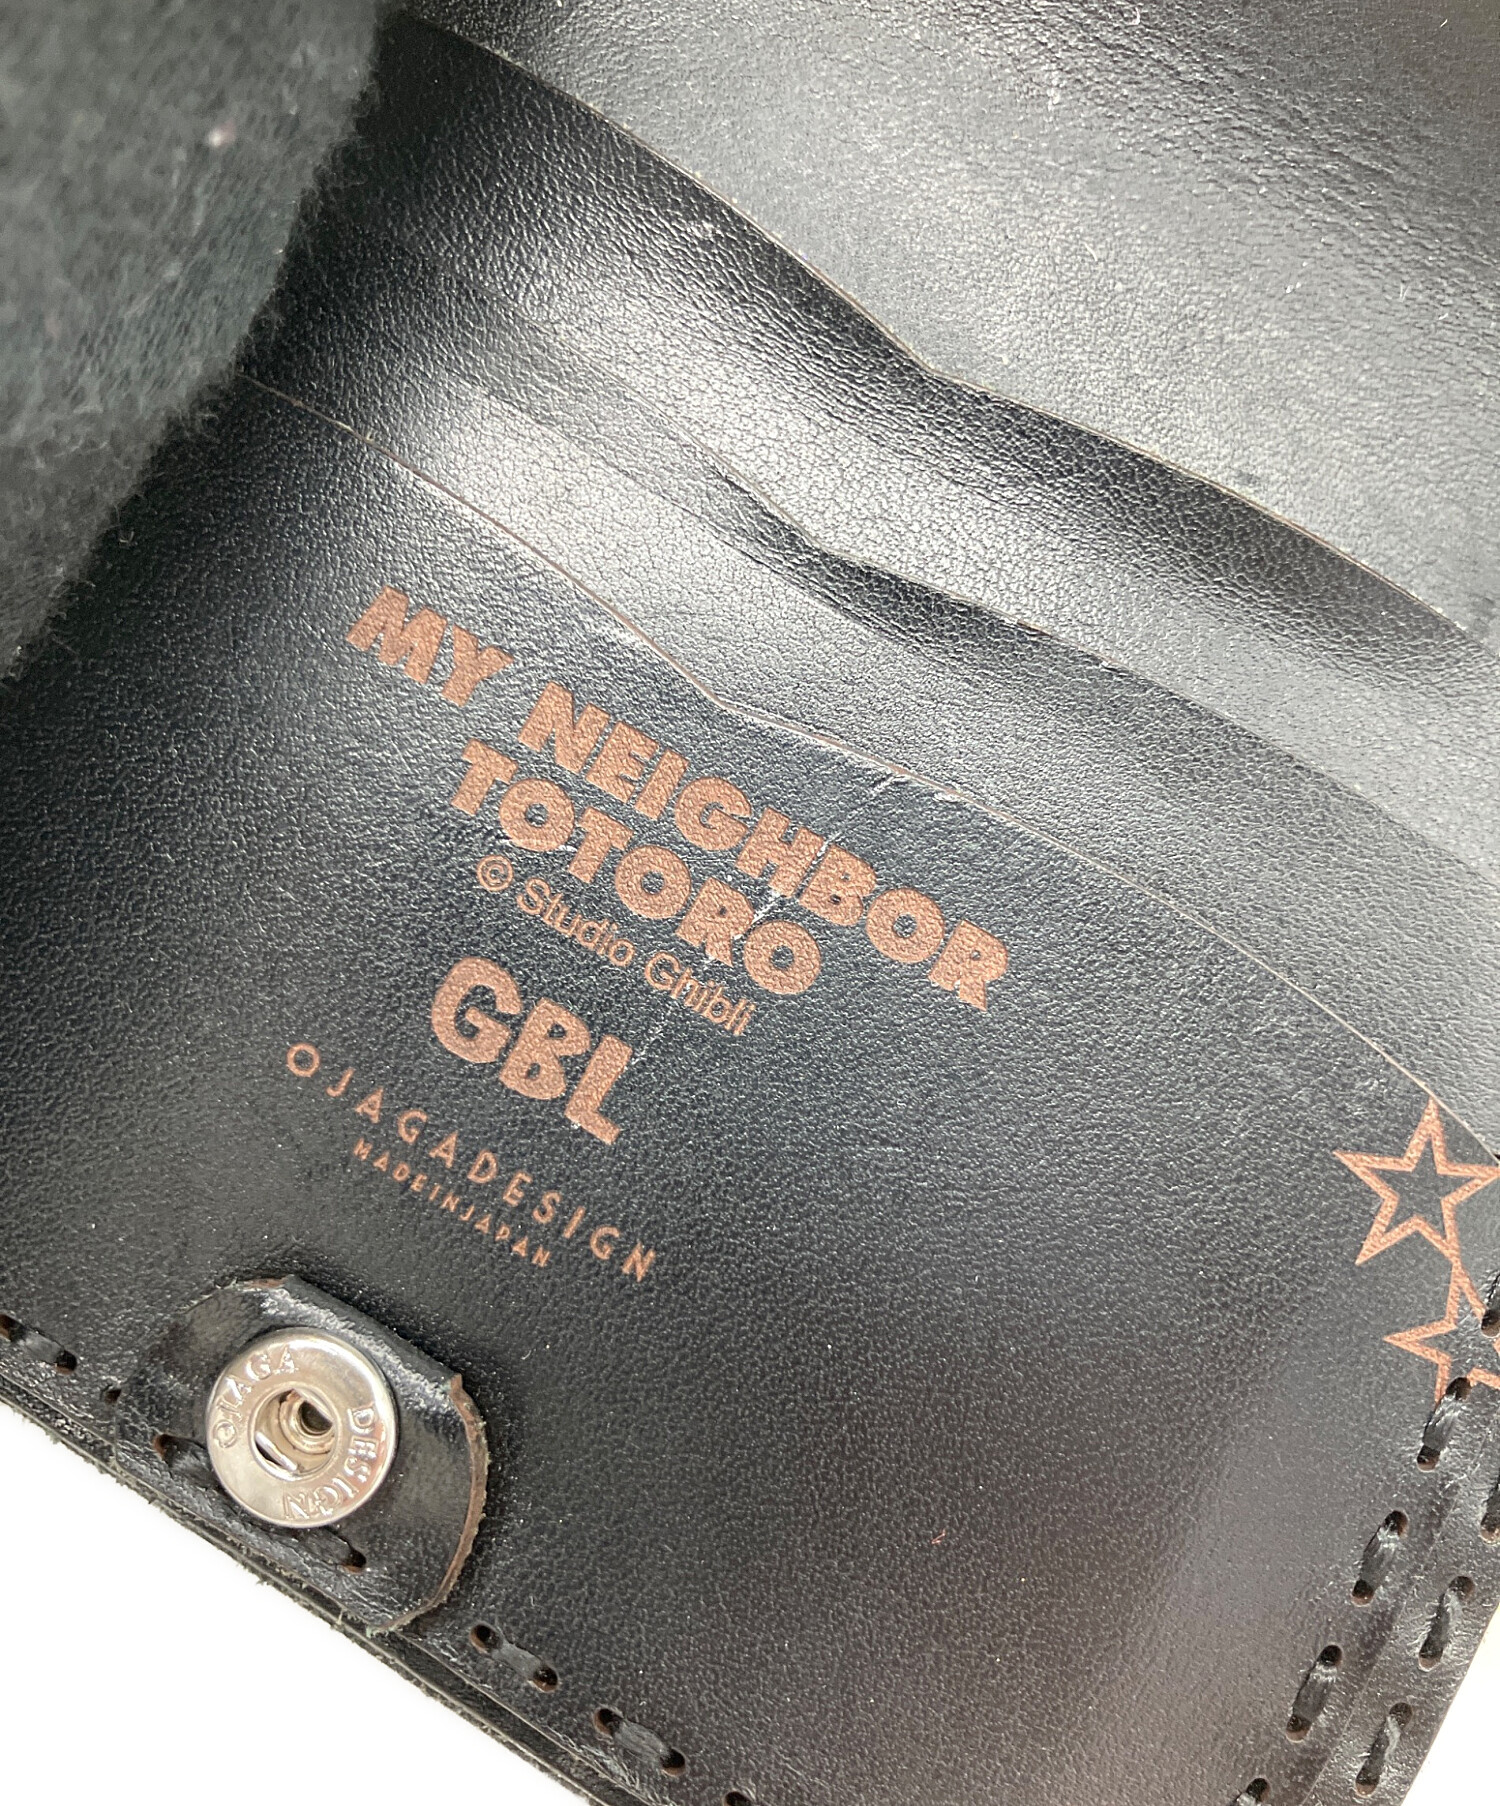 MY NEIGHBOR
TOTORO
© Studio Ghibli
GBL
OJAGADESIGN
MADEINJAPAN
OJAGA DESIGN